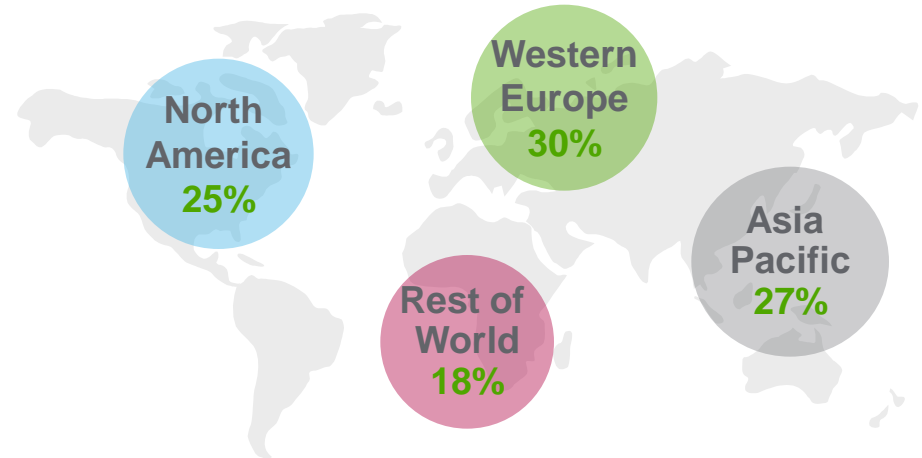 North
America
25%
Western
Europe
30%
Asia
Pacific
27%
Rest of
World
18%